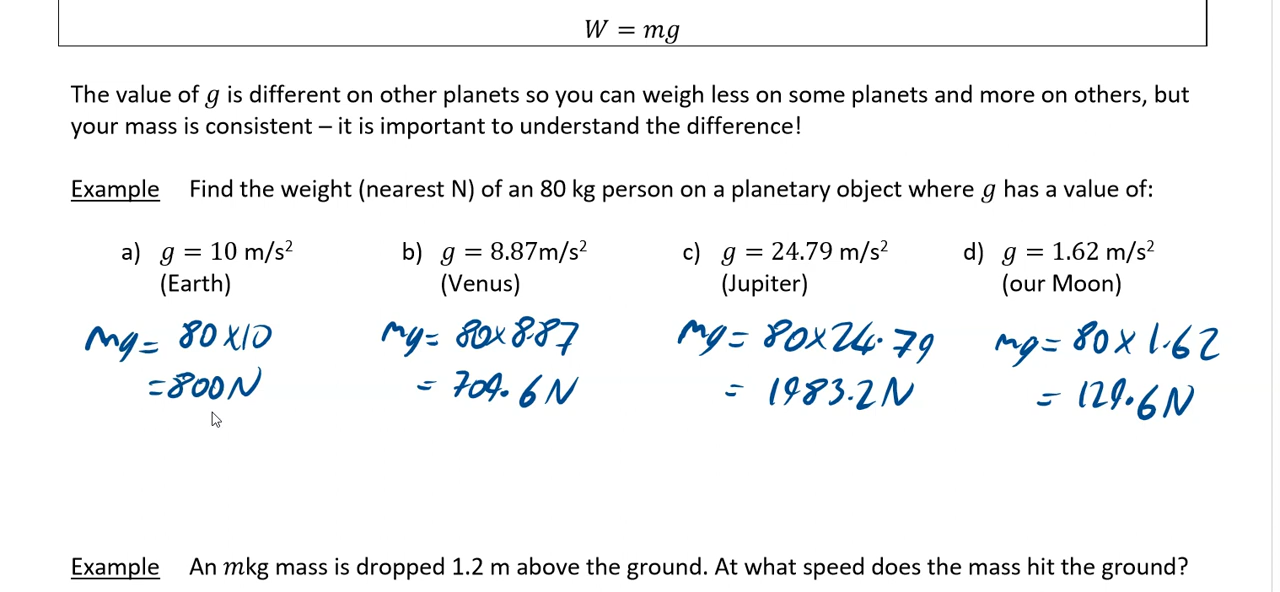 W = mg
The value of g is different on other planets so you can weigh less on some planets and more on others, but
your mass is consistent – it is important to understand the difference!
Example Find the weight (nearest N) of an 80 kg person on a planetary object where g has a value of:
a) g = 10 m/s² b) g = 8.87m/s² c) g = 24.79 m/s² d) g = 1.62 m/s²
(Earth) (Venus) (Jupiter) (our Moon)
mg= 80×10 mg= 80×8.87 mg= 80×24.79 mg= 80×1.62
=800N = 709.6N = 1983.2N = 129.6N
Example An mkg mass is dropped 1.2 m above the ground. At what speed does the mass hit the ground?